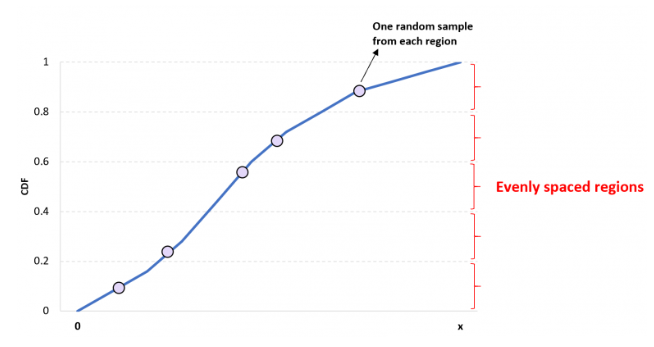 One random sample
from each region
1
0.8
0.6
0.4
0.2
0
CDF
Evenly spaced regions
0
x